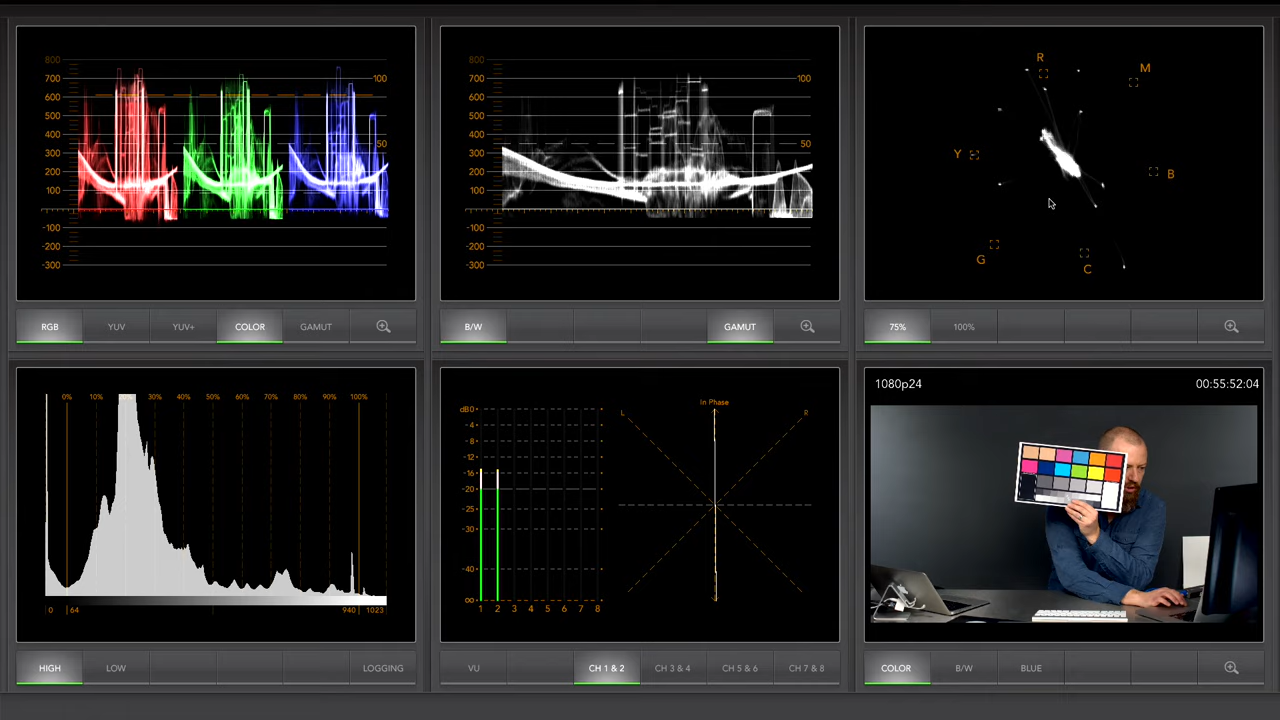 800
700
600
500
400
300
200
100
-100
-200
-300
100
50
800
700
600
500
400
300
200
100
-100
-200
-300
100
50
R
M
Y
B
G
C
RGB YUV YUV+ COLOR GAMUT
B/W GAMUT
75% 100%
0% 10% 20% 30% 40% 50% 60% 70% 80% 90% 100%
0 64 940 1023
dB0
-4
-8
-12
-16
-20
-25
-30
-40
∞
1 2 3 4 5 6 7 8
In Phase
L R
1080p24 00:55:52:04
HIGH LOW LOGGING
VU CH 1 & 2 CH 3 & 4 CH 5 & 6 CH 7 & 8
COLOR B/W BLUE